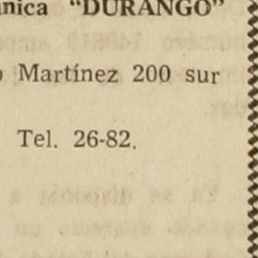 nica "DURANGO"
o Martínez 200 sur
Tel. 26-82.